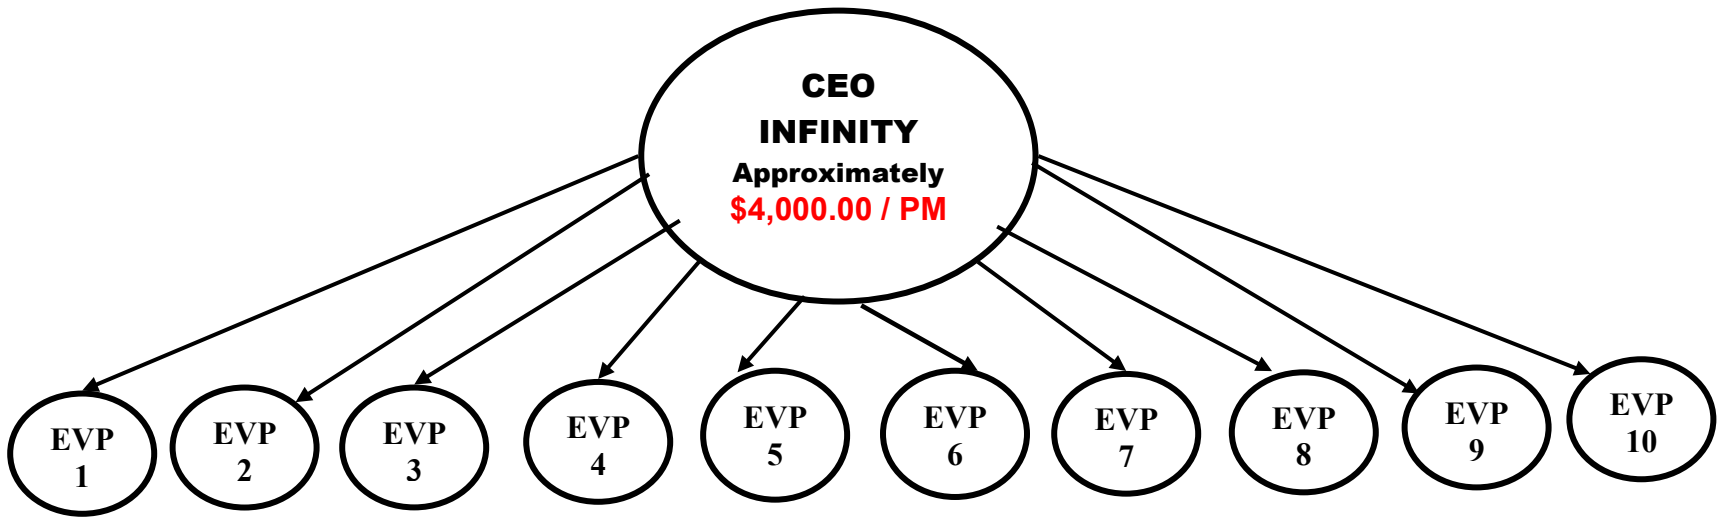 CEO
INFINITY
Approximately
$4,000.00 / PM
EVP
1
EVP
2
EVP
3
EVP
4
EVP
5
EVP
6
EVP
7
EVP
8
EVP
9
EVP
10